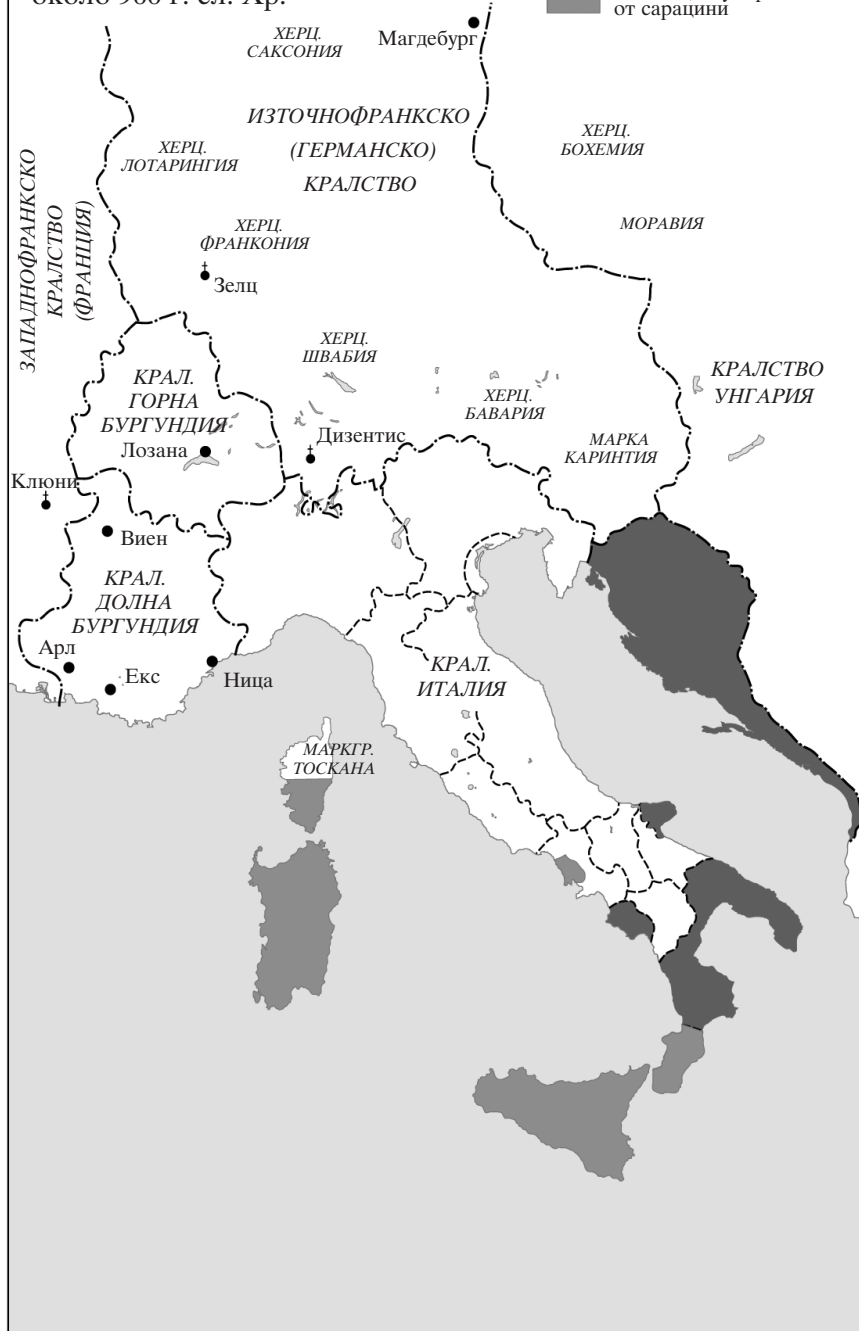 около 900 г. сл. Хр.
от сарацини
ХЕРЦ.
САКСОНИЯ
Магдебург
ИЗТОЧНОФРАНКСКО
(ГЕРМАНСКО)
КРАЛСТВО
ХЕРЦ.
ЛОТАРИНГИЯ
ХЕРЦ.
БОХЕМИЯ
ЗАПАДНОФРАНКСКО
КРАЛСТВО
(ФРАНЦИЯ)
ХЕРЦ.
ФРАНКОНИЯ
МОРАВИЯ
Зелц
ХЕРЦ.
ШВАБИЯ
КРАЛСТВО
УНГАРИЯ
КРАЛ.
ГОРНА
БУРГУНДИЯ
ХЕРЦ.
БАВАРИЯ
Лозана
Дизентис
МАРКА
КАРИНТИЯ
Клюни
Виен
КРАЛ.
ДОЛНА
БУРГУНДИЯ
Арл
Екс
Ница
КРАЛ.
ИТАЛИЯ
МАРКГР.
ТОСКАНА